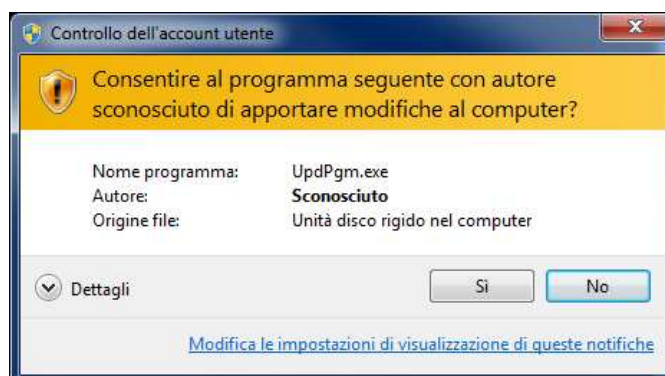 Controllo dell'account utente
Consentire al programma seguente con autore
sconosciuto di apportare modifiche al computer?
Nome programma: UpdPgm.exe
Autore: Sconosciuto
Origine file: Unità disco rigido nel computer
Dettagli Sì No
Modifica le impostazioni di visualizzazione di queste notifiche